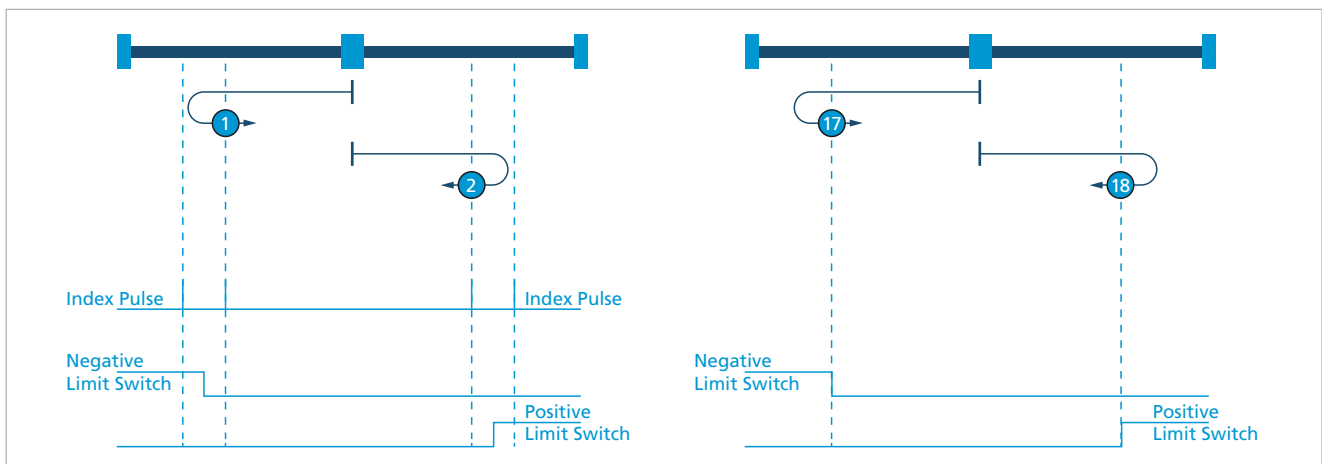 1
2
Index Pulse
Index Pulse
Negative
Limit Switch
Positive
Limit Switch
17
18
Negative
Limit Switch
Positive
Limit Switch